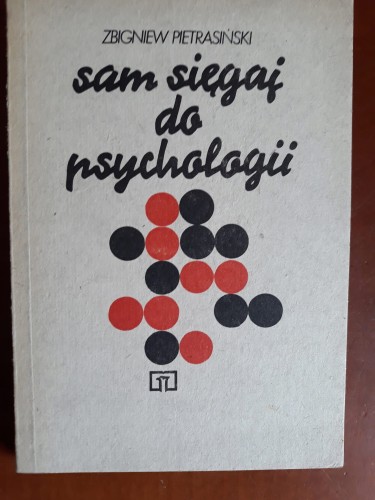 ZBIGNIEW PIETRASIŃSKI
sam sięgaj
do
psychologii